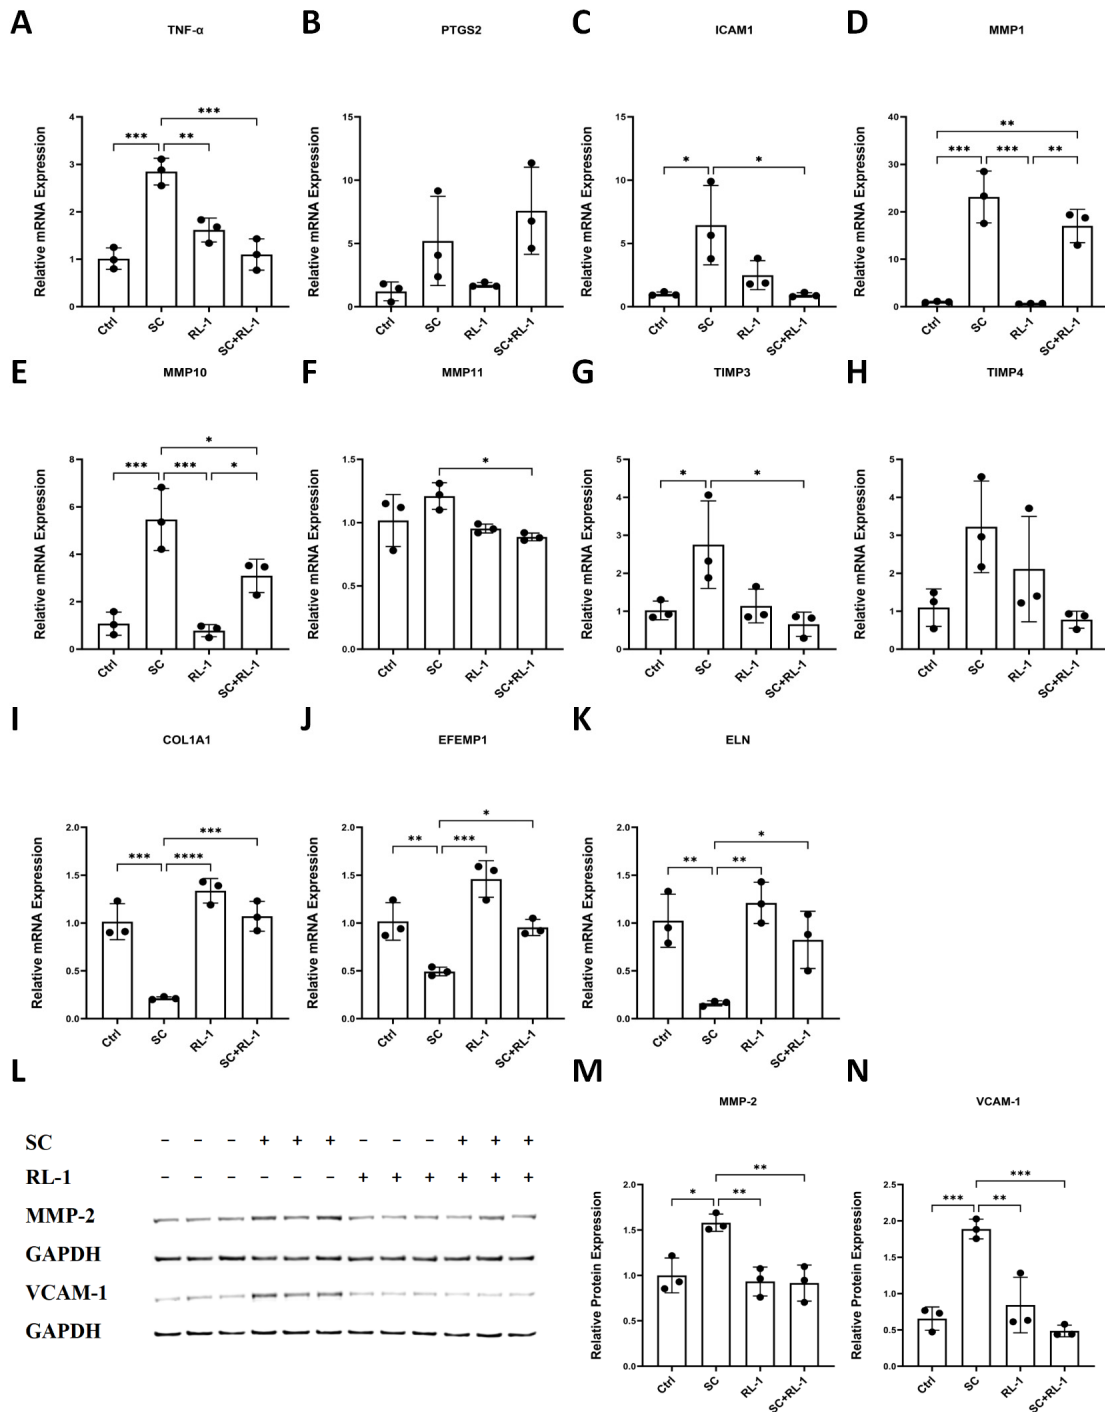 A
TNF-α
Relative mRNA Expression
4
3
2
1
0
***
*** **
Ctrl
SC
RL-1
SC+RL-1
B
PTGS2
Relative mRNA Expression
15
10
5
0
Ctrl
SC
RL-1
SC+RL-1
C
ICAM1
Relative mRNA Expression
15
10
5
0
* *
Ctrl
SC
RL-1
SC+RL-1
D
MMP1
Relative mRNA Expression
40
30
20
10
0
**
*** *** **
Ctrl
SC
RL-1
SC+RL-1
E
MMP10
Relative mRNA Expression
8
6
4
2
0
*
*** *** *
Ctrl
SC
RL-1
SC+RL-1
F
MMP11
Relative mRNA Expression
1.5
1.0
0.5
0.0
*
Ctrl
SC
RL-1
SC+RL-1
G
TIMP3
Relative mRNA Expression
5
4
3
2
1
0
* *
Ctrl
SC
RL-1
SC+RL-1
H
TIMP4
Relative mRNA Expression
5
4
3
2
1
0
Ctrl
SC
RL-1
SC+RL-1
I
COL1A1
Relative mRNA Expression
2.0
1.5
1.0
0.5
0.0
***
*** ****
Ctrl
SC
RL-1
SC+RL-1
J
EFEMP1
Relative mRNA Expression
2.0
1.5
1.0
0.5
0.0
*
** ***
Ctrl
SC
RL-1
SC+RL-1
K
ELN
Relative mRNA Expression
2.0
1.5
1.0
0.5
0.0
*
** **
Ctrl
SC
RL-1
SC+RL-1
L
SC − − − + + + − − − + + +
RL-1 − − − − − − + + + + + +
MMP-2
GAPDH
VCAM-1
GAPDH
M
MMP-2
Relative Protein Expression
2.0
1.5
1.0
0.5
0.0
**
* **
Ctrl
SC
RL-1
SC+RL-1
N
VCAM-1
Relative Protein Expression
2.5
2.0
1.5
1.0
0.5
0.0
***
*** **
Ctrl
SC
RL-1
SC+RL-1